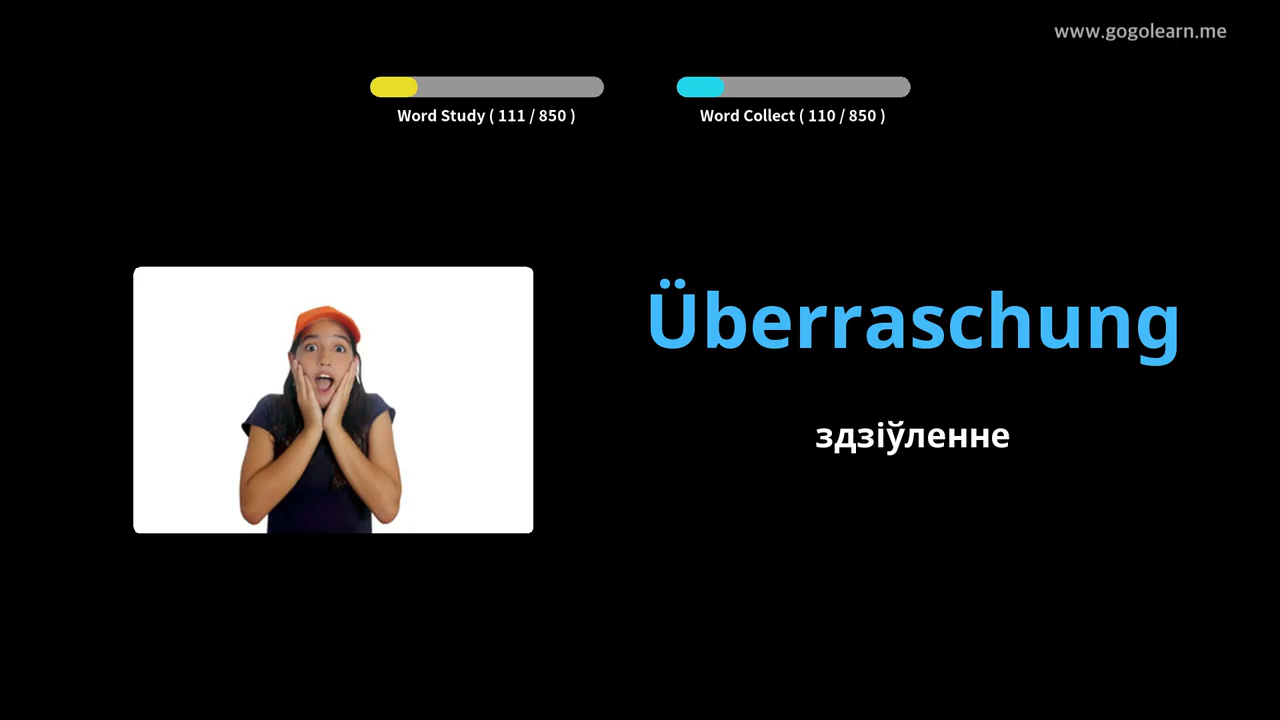 www.gogolearn.me
Word Study ( 111 / 850 )
Word Collect ( 110 / 850 )
Überraschung
здзіўленне